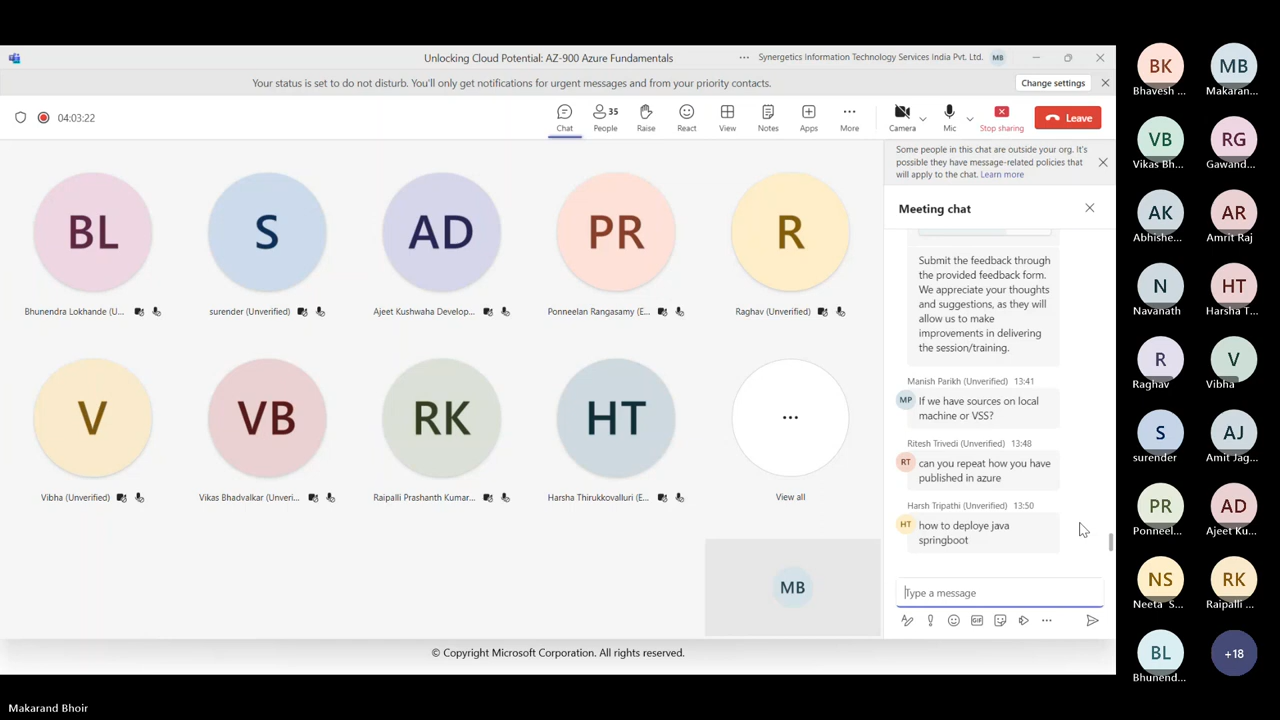 Unlocking Cloud Potential: AZ-900 Azure Fundamentals
... Synergetics Information Technology Services India Pvt. Ltd. MB
Your status is set to do not disturb. You'll only get notifications for urgent messages and from your priority contacts.
Change settings
04:03:22
Chat
35
People
Raise
React
View
Notes
Apps
More
Camera
Mic
Stop sharing
Leave
Some people in this chat are outside your org. It's
possible they have message-related policies that
will apply to the chat. Learn more
Meeting chat
Submit the feedback through
the provided feedback form.
We appreciate your thoughts
and suggestions, as they will
allow us to make
improvements in delivering
the session/training.
Manish Parikh (Unverified) 13:41
MP
If we have sources on local
machine or VSS?
Ritesh Trivedi (Unverified) 13:48
RT
can you repeat how you have
published in azure
Harsh Tripathi (Unverified) 13:50
HT
how to deploye java
springboot
Type a message
GIF
BL
S
AD
PR
R
Bhunendra Lokhande (U...
surender (Unverified)
Ajeet Kushwaha Develop...
Ponneelan Rangasamy (E...
Raghav (Unverified)
V
VB
RK
HT
...
Vibha (Unverified)
Vikas Bhadvalkar (Unveri...
Raipalli Prashanth Kumar...
Harsha Thirukkovalluri (E...
View all
MB
© Copyright Microsoft Corporation. All rights reserved.
BK
MB
Bhavesh ...
Makaran...
VB
RG
Vikas Bh...
Gawand...
AK
AR
Abhishe...
Amrit Raj
N
HT
Navanath
Harsha T...
R
V
Raghav
Vibha
S
AJ
surender
Amit Jag...
PR
AD
Ponneel...
Ajeet Ku...
NS
RK
Neeta S...
Raipalli ...
BL
+18
Bhunend...
Makarand Bhoir